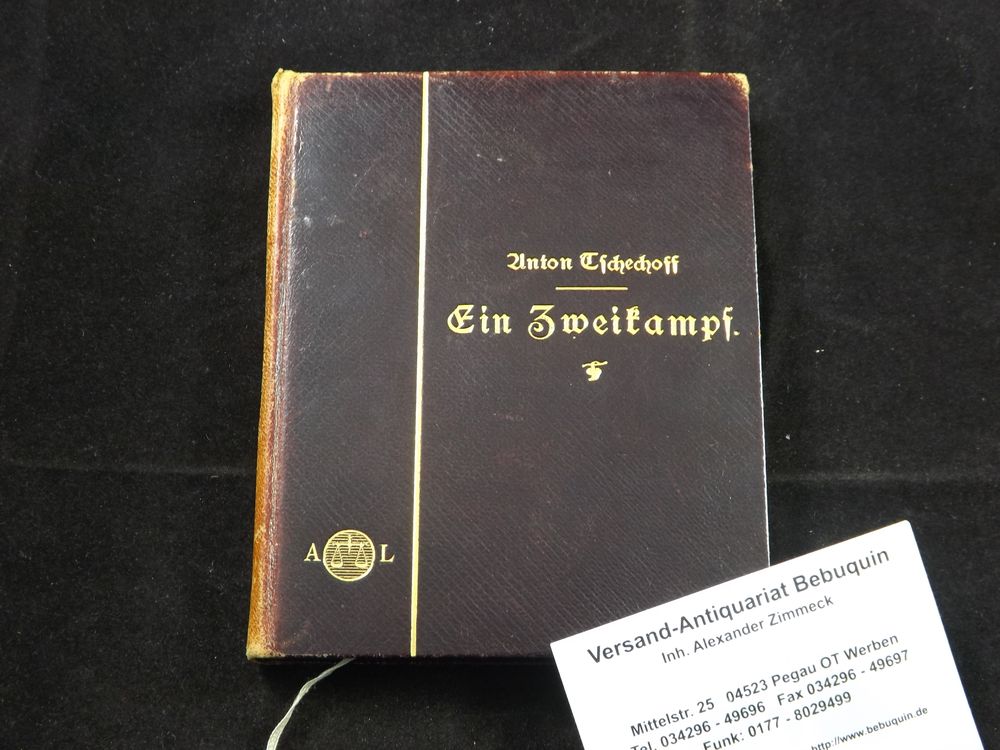 Anton Tschechoff
Ein Zweikampf.
A L
Versand-Antiquariat Bebuquin
Inh. Alexander Zimmeck
Mittelstr. 25 04523 Pegau OT Werben
Tel. 034296 - 49696 Fax 034296 - 49697
Funk: 0177 - 8029499
http://www.bebuquin.de